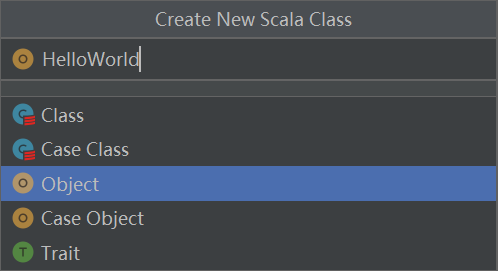 Create New Scala Class
O HelloWorld
C Class
C Case Class
O Object
O Case Object
T Trait